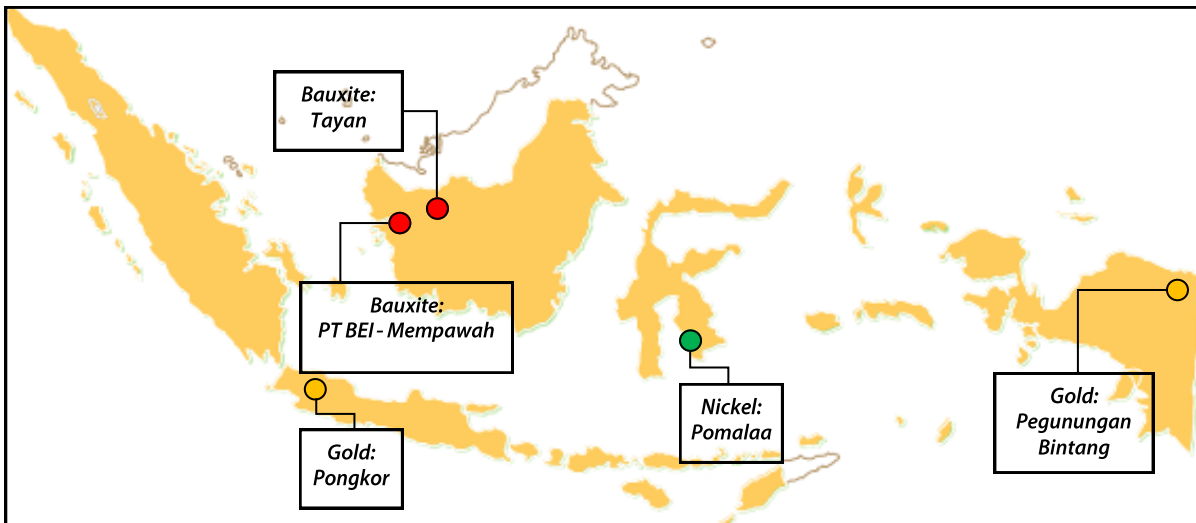 Bauxite:
Tayan
Bauxite:
PT BEI - Mempawah
Gold:
Pongkor
Nickel:
Pomalaa
Gold:
Pegunungan
Bintang